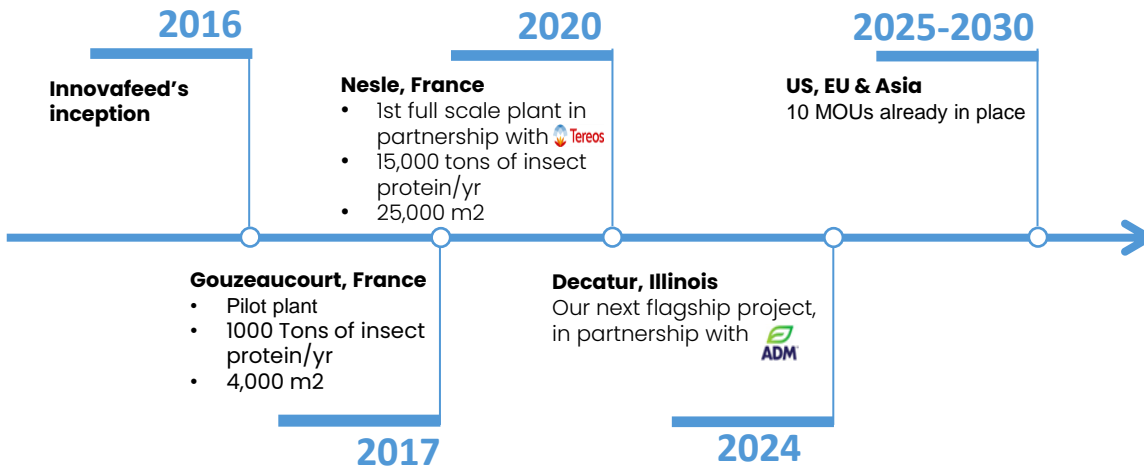 2016
Innovafeed's
inception
2020
Nesle, France
• 1st full scale plant in
partnership with Tereos
• 15,000 tons of insect
protein/yr
• 25,000 m2
2025-2030
US, EU & Asia
10 MOUs already in place
Gouzeaucourt, France
• Pilot plant
• 1000 Tons of insect
protein/yr
• 4,000 m2
2017
Decatur, Illinois
Our next flagship project,
in partnership with ADM
2024